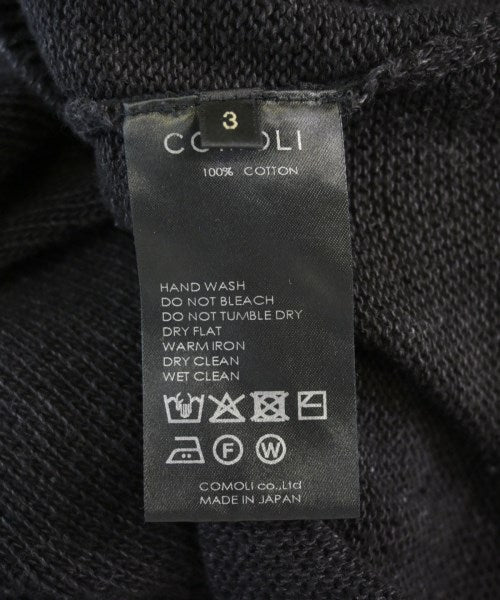 3
COMOLI
100% COTTON
HAND WASH
DO NOT BLEACH
DO NOT TUMBLE DRY
DRY FLAT
WARM IRON
DRY CLEAN
WET CLEAN
F W
COMOLI co.,Ltd
MADE IN JAPAN